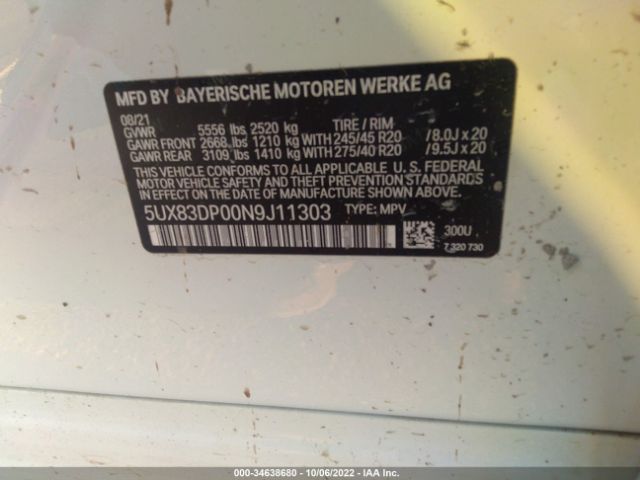 MFD BY BAYERISCHE MOTOREN WERKE AG
08/21
GVWR 5556 lbs 2520 kg TIRE / RIM
GAWR FRONT 2668 lbs 1210 kg WITH 245/45 R20 /8.0J x 20
GAWR REAR 3109 lbs 1410 kg WITH 275/40 R20 /9.5J x 20
THIS VEHICLE CONFORMS TO ALL APPLICABLE U. S. FEDERAL
MOTOR VEHICLE SAFETY AND THEFT PREVENTION STANDARDS
IN EFFECT ON THE DATE OF MANUFACTURE SHOWN ABOVE.
5UX83DP00N9J11303 TYPE: MPV
300U
7 320 730
000-34638680 - 10/06/2022 - IAA Inc.